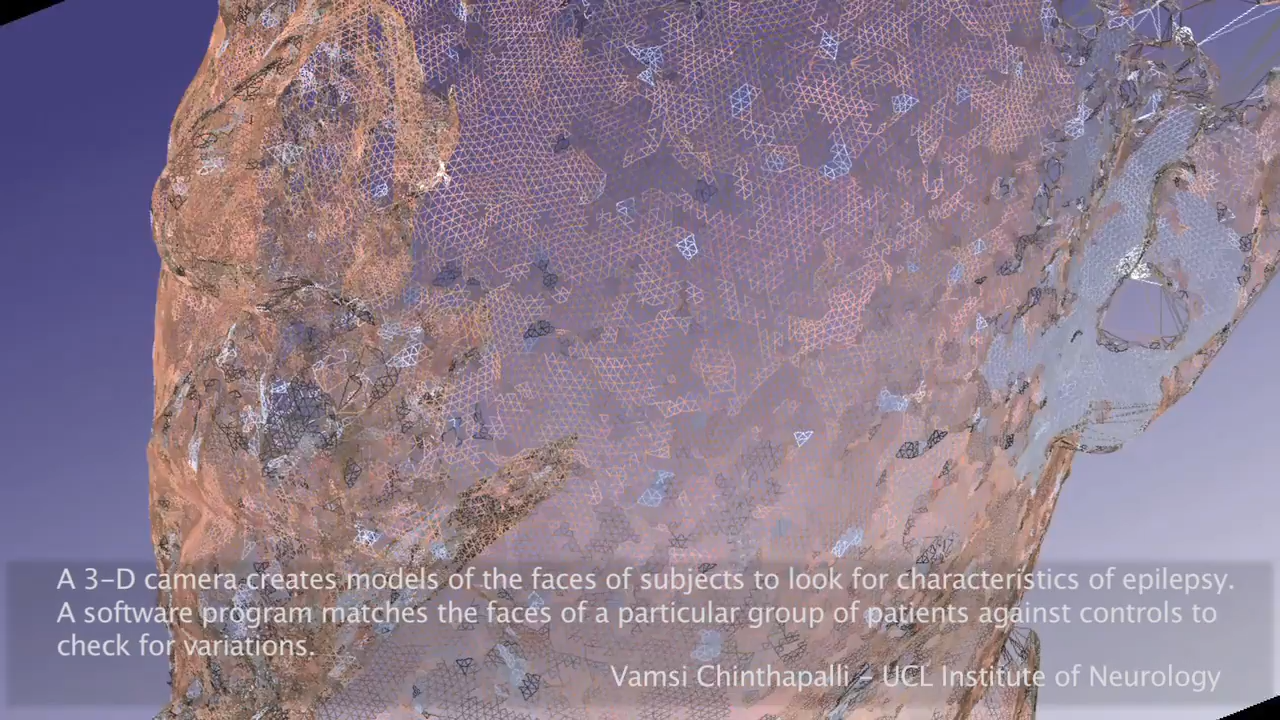 A 3-D camera creates models of the faces of subjects to look for characteristics of epilepsy.
A software program matches the faces of a particular group of patients against controls to
check for variations.
Vamsi Chinthapalli - UCL Institute of Neurology